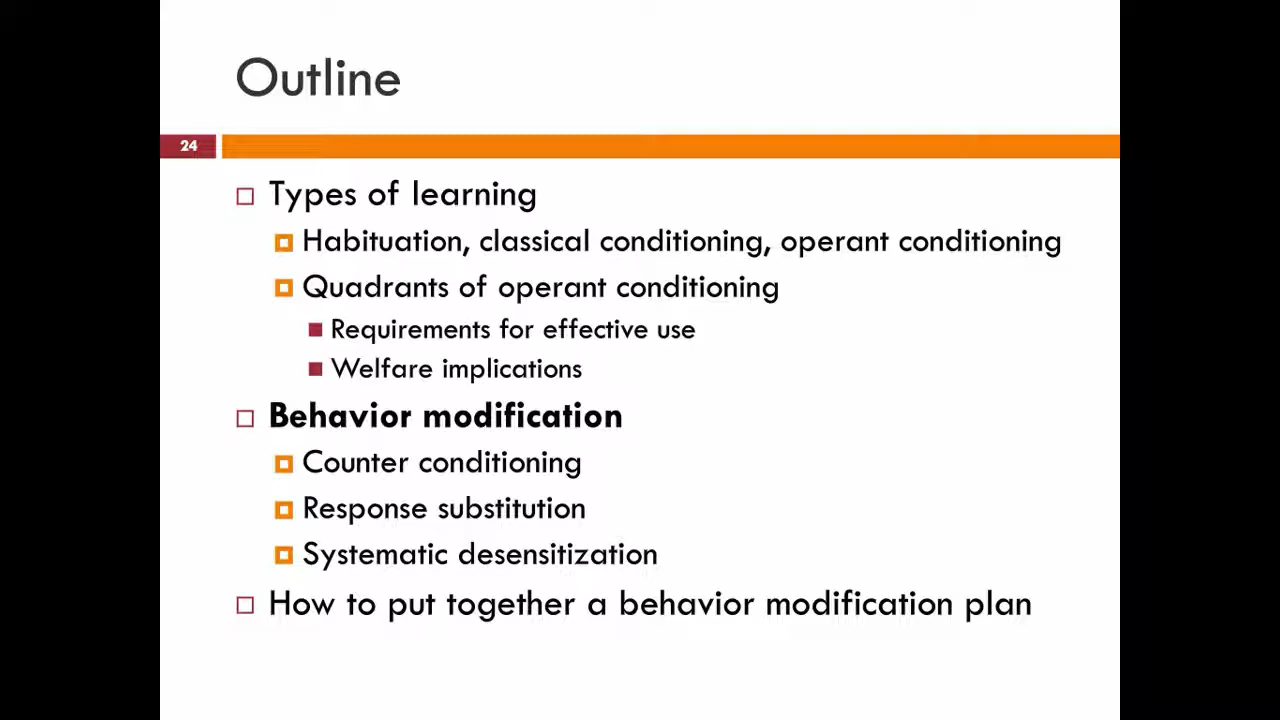 Outline
24
Types of learning
Habituation, classical conditioning, operant conditioning
Quadrants of operant conditioning
Requirements for effective use
Welfare implications
Behavior modification
Counter conditioning
Response substitution
Systematic desensitization
How to put together a behavior modification plan